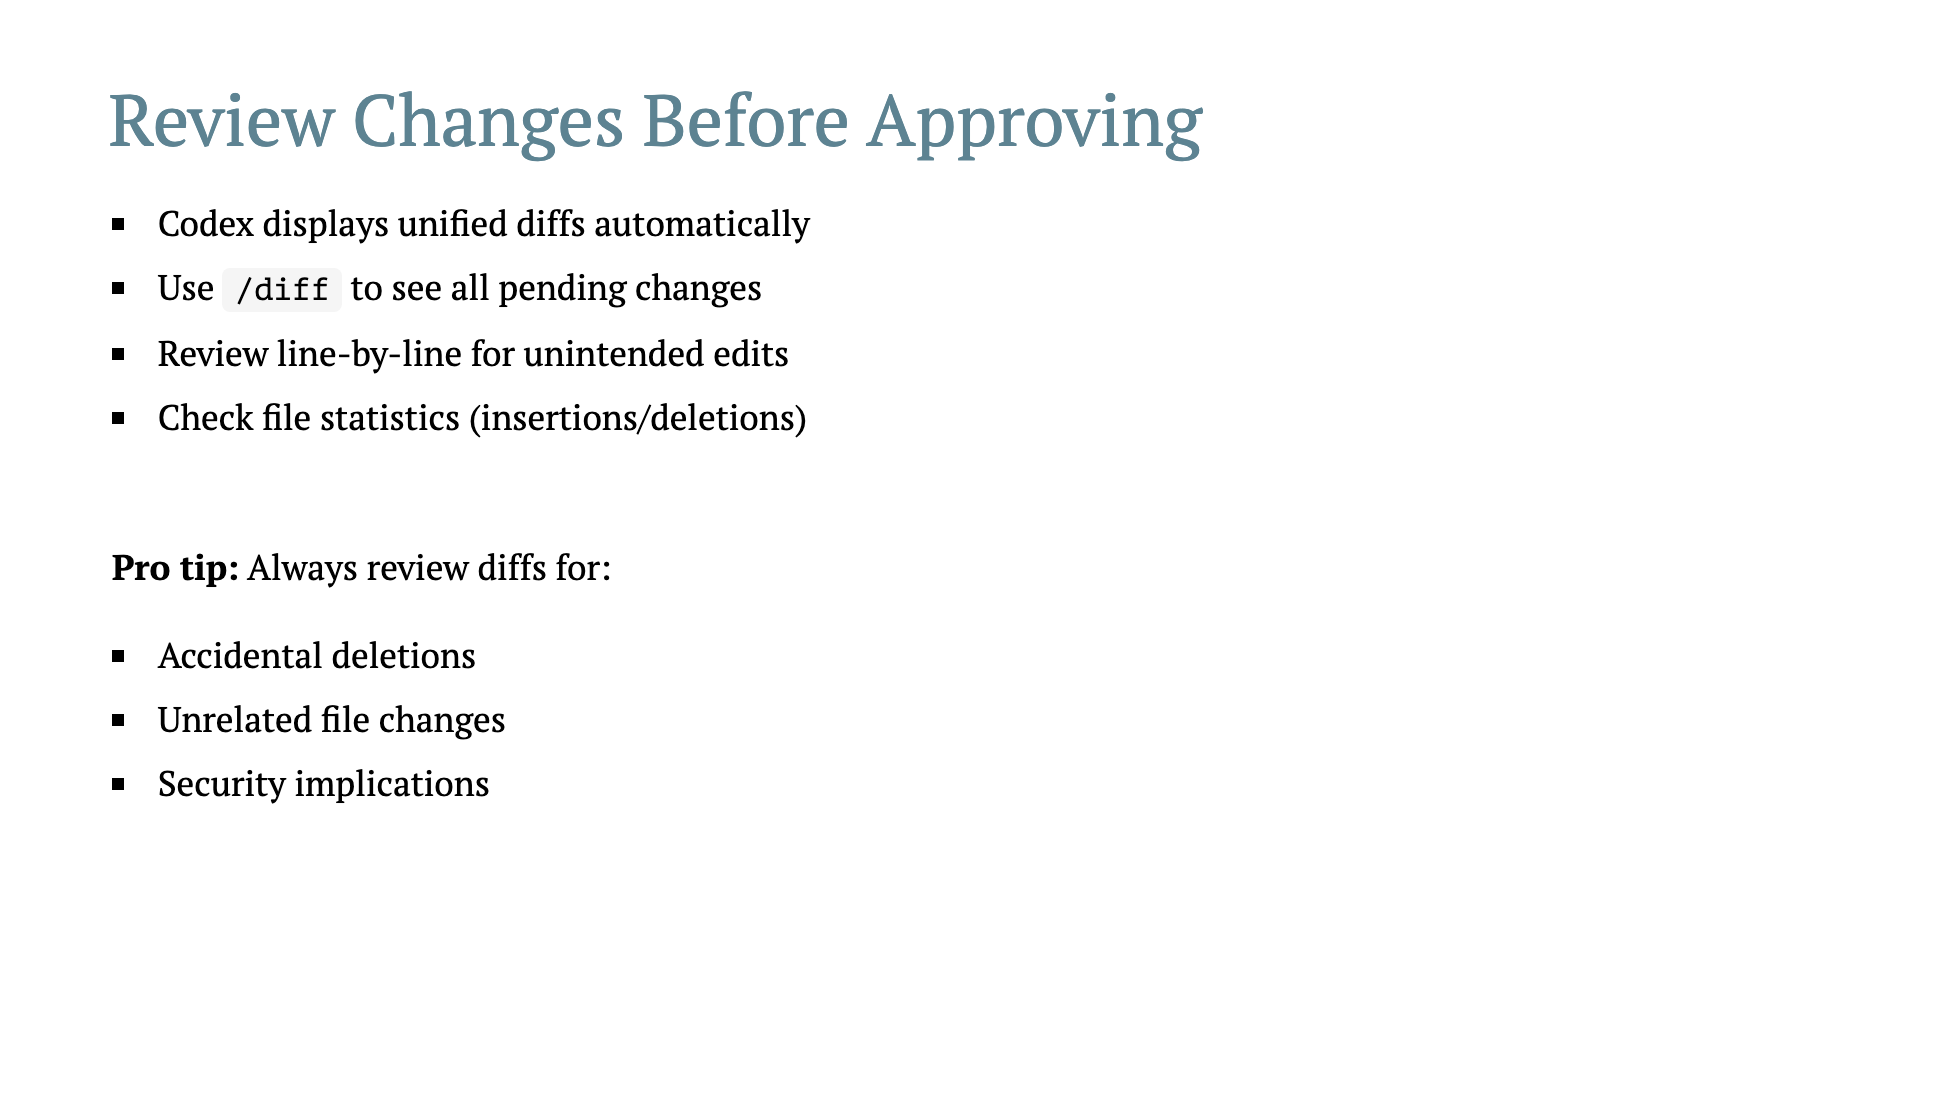 Review Changes Before Approving
▪ Codex displays unified diffs automatically
▪ Use /diff to see all pending changes
▪ Review line-by-line for unintended edits
▪ Check file statistics (insertions/deletions)
Pro tip: Always review diffs for:
▪ Accidental deletions
▪ Unrelated file changes
▪ Security implications